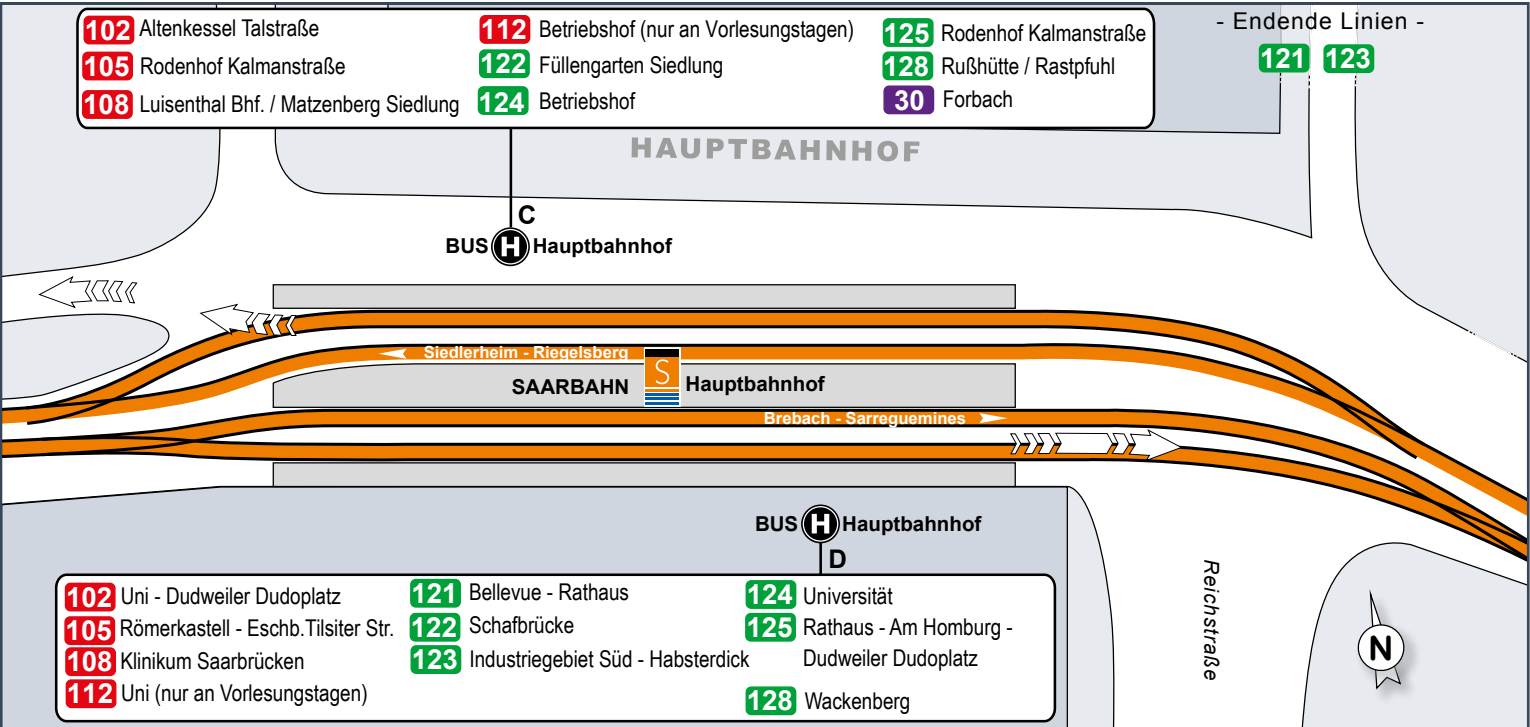 102 Altenkessel Talstraße
105 Rodenhof Kalmanstraße
108 Luisenthal Bhf. / Matzenberg Siedlung
112 Betriebshof (nur an Vorlesungstagen)
122 Füllengarten Siedlung
124 Betriebshof
125 Rodenhof Kalmanstraße
128 Rußhütte / Rastpfuhl
30 Forbach
- Endende Linien -
121 123
HAUPTBAHNHOF
C
BUS H Hauptbahnhof
Siedlerheim - Riegelsberg
SAARBAHN S Hauptbahnhof
Brebach - Sarreguemines
BUS H Hauptbahnhof
D
102 Uni - Dudweiler Dudoplatz
105 Römerkastell - Eschb.Tilsiter Str.
108 Klinikum Saarbrücken
112 Uni (nur an Vorlesungstagen)
121 Bellevue - Rathaus
122 Schafbrücke
123 Industriegebiet Süd - Habsterdick
124 Universität
125 Rathaus - Am Homburg -
Dudweiler Dudoplatz
128 Wackenberg
Reichstraße
N